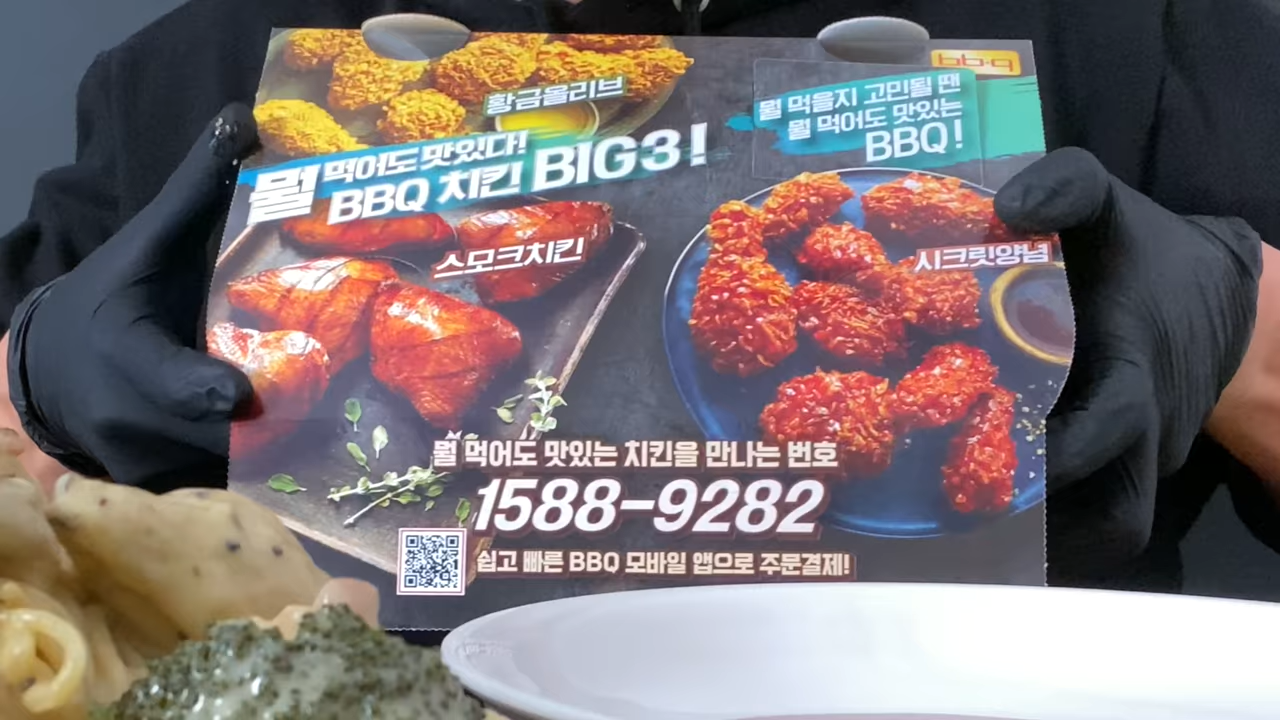 황금올리브
bb.q
뭘 먹을지 고민될 땐
뭘 먹어도 맛있는
BBQ!
뭘 먹어도 맛있다!
BBQ 치킨 BIG3!
스모크치킨
시크릿양념
뭘 먹어도 맛있는 치킨을 만나는 번호
1588-9282
쉽고 빠른 BBQ 모바일 앱으로 주문결제!